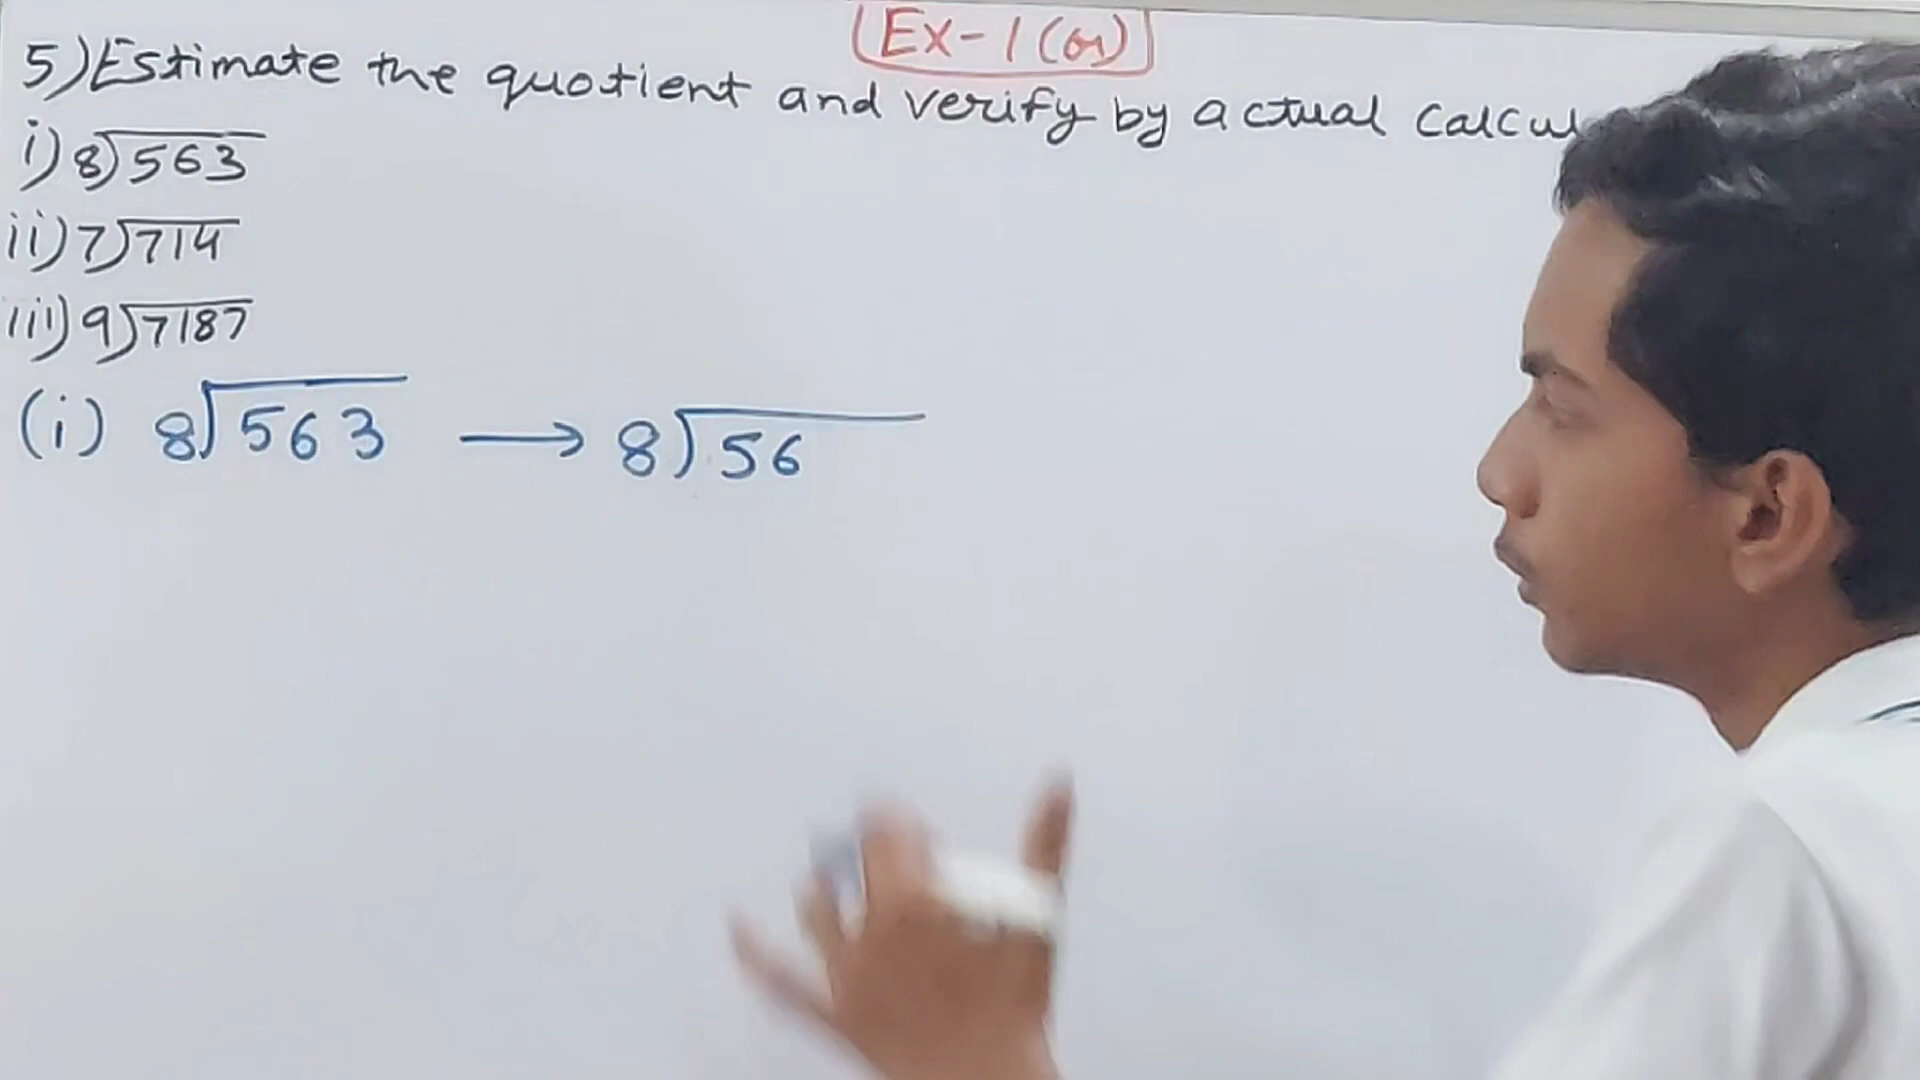 Ex-1(a)
5) Estimate the quotient and verify by actual calcul
i) 8)563
ii) 7)714
iii) 9)7187
(i) 8)563 → 8)56